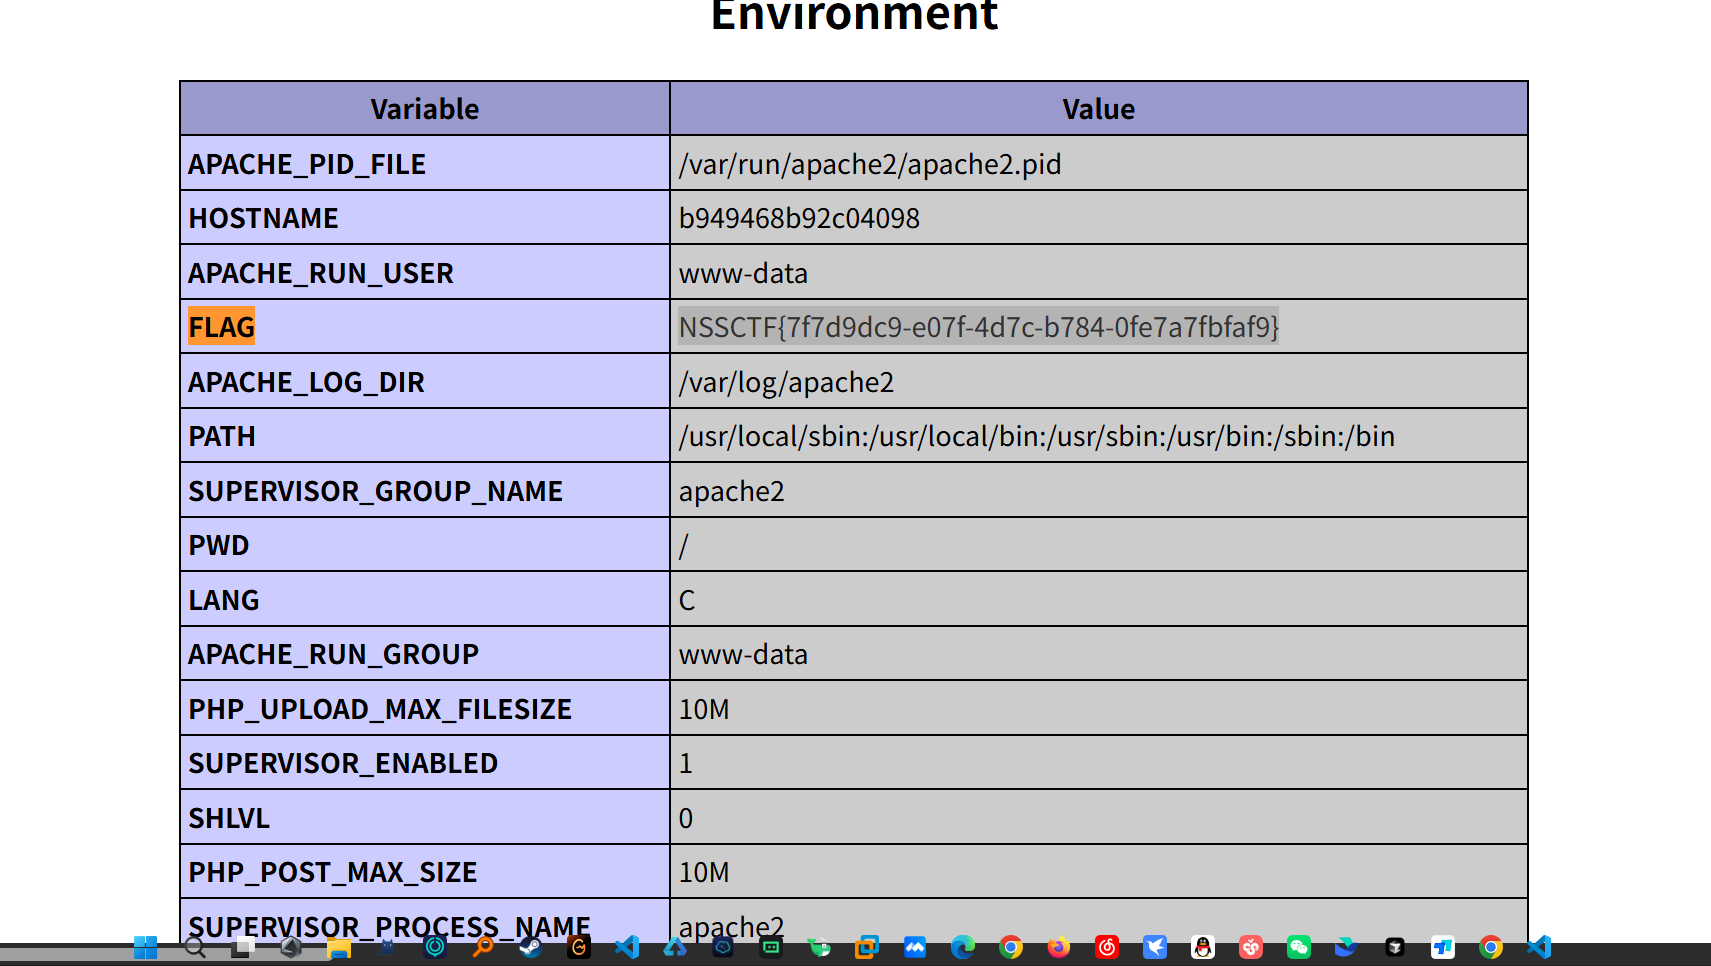 Environment
Variable Value
APACHE_PID_FILE /var/run/apache2/apache2.pid
HOSTNAME b949468b92c04098
APACHE_RUN_USER www-data
FLAG NSSCTF{7f7d9dc9-e07f-4d7c-b784-0fe7a7fbfaf9}
APACHE_LOG_DIR /var/log/apache2
PATH /usr/local/sbin:/usr/local/bin:/usr/sbin:/usr/bin:/sbin:/bin
SUPERVISOR_GROUP_NAME apache2
PWD /
LANG C
APACHE_RUN_GROUP www-data
PHP_UPLOAD_MAX_FILESIZE 10M
SUPERVISOR_ENABLED 1
SHLVL 0
PHP_POST_MAX_SIZE 10M
SUPERVISOR_PROCESS_NAME apache2